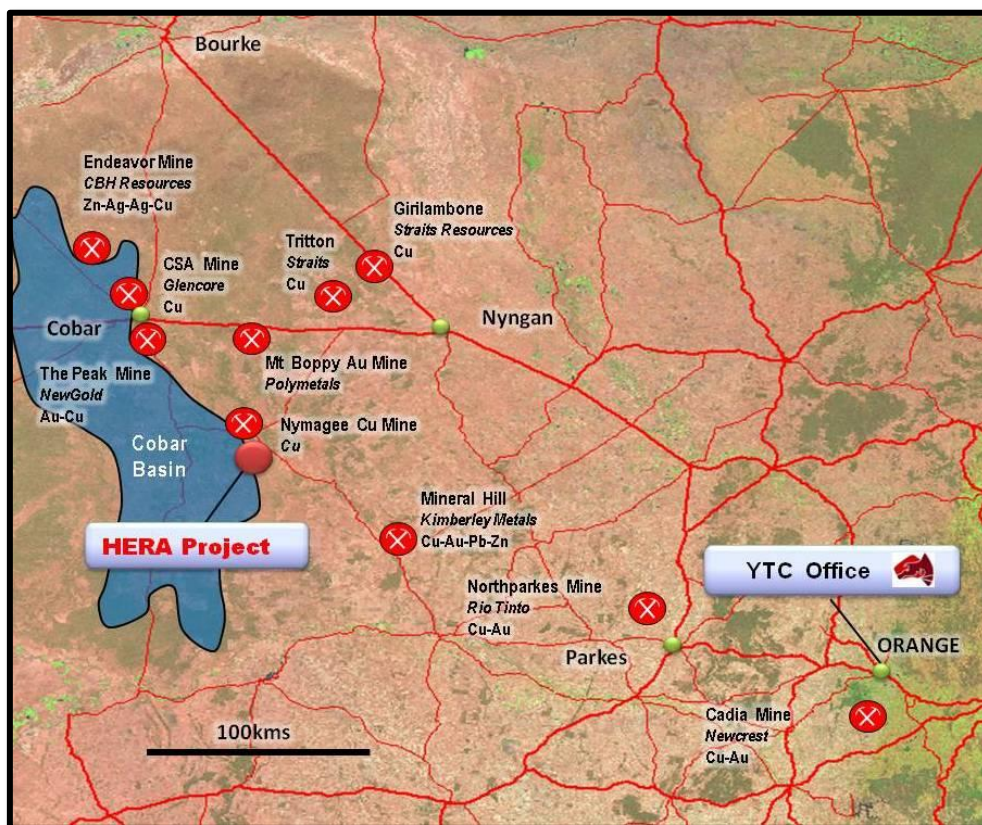 Bourke
Endeavor Mine
CBH Resources
Zn-Ag-Ag-Cu
Girilambone
Straits Resources
Cu
Tritton
Straits
Cu
CSA Mine
Glencore
Cu
Cobar
Nyngan
The Peak Mine
NewGold
Au-Cu
Mt Boppy Au Mine
Polymetals
Nymagee Cu Mine
Cu
Cobar
Basin
Mineral Hill
Kimberley Metals
Cu-Au-Pb-Zn
HERA Project
YTC Office
Northparkes Mine
Rio Tinto
Cu-Au
Parkes
ORANGE
Cadia Mine
Newcrest
Cu-Au
100kms